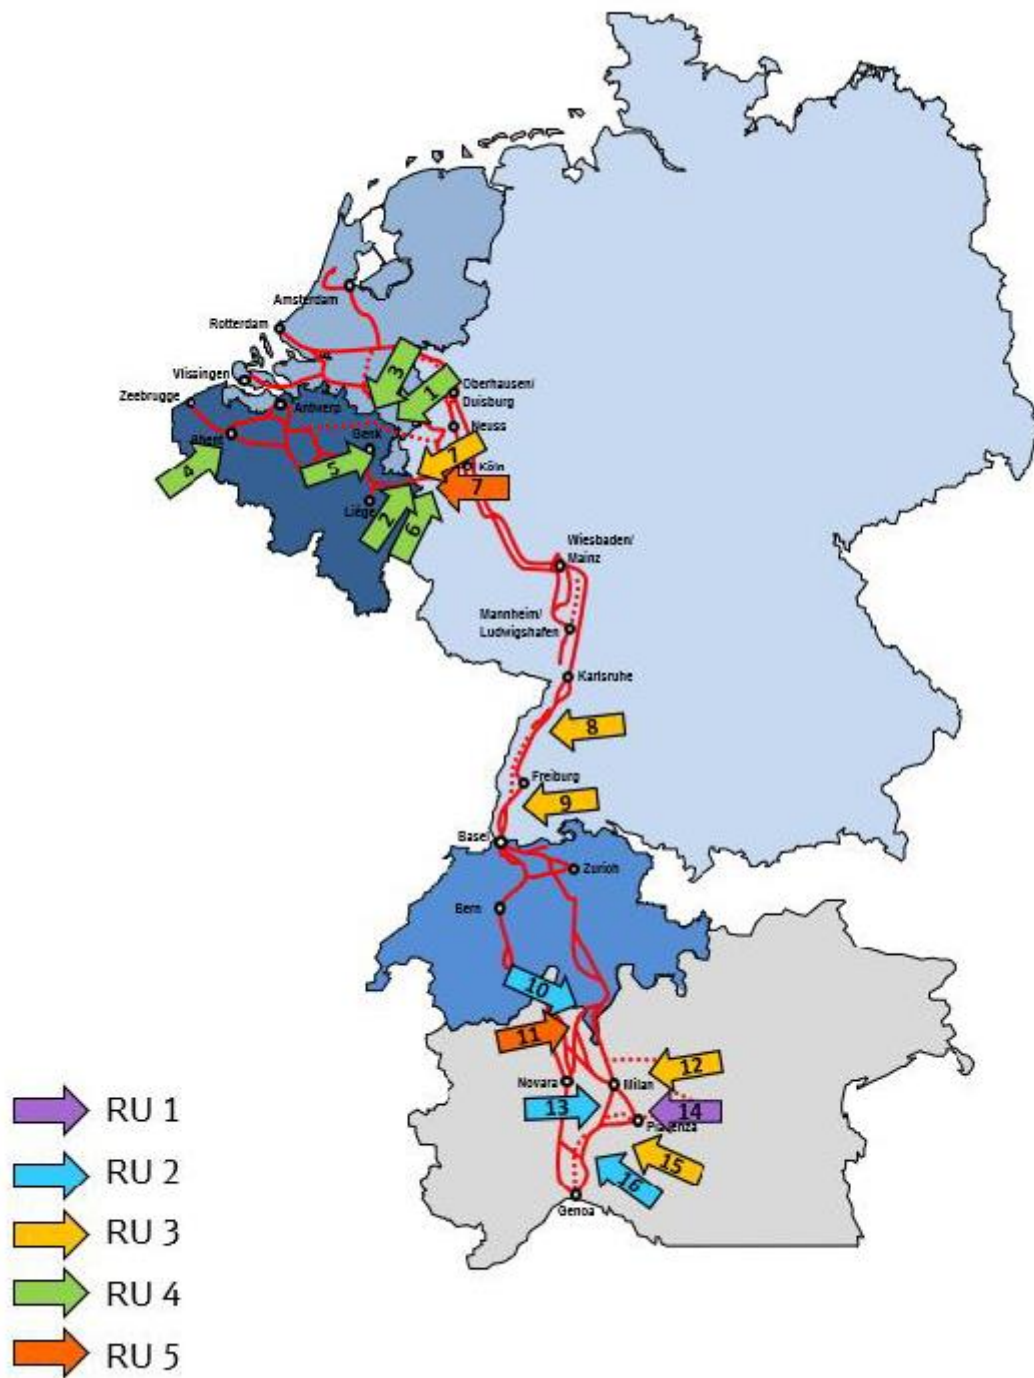 Amsterdam
Rotterdam
Vlissingen
Zeebrugge
Antwerp
Ghent
Genk
Liège
3
1
Oberhausen/
Duisburg
Neuss
Köln
4
5
2
6
7
Wiesbaden/
Mainz
Mannheim/
Ludwigshafen
Karlsruhe
8
Freiburg
9
Basel
Zurich
Bern
10
11
12
Novara
Milan
13
14
Piacenza
15
16
Genoa
RU 1
RU 2
RU 3
RU 4
RU 5